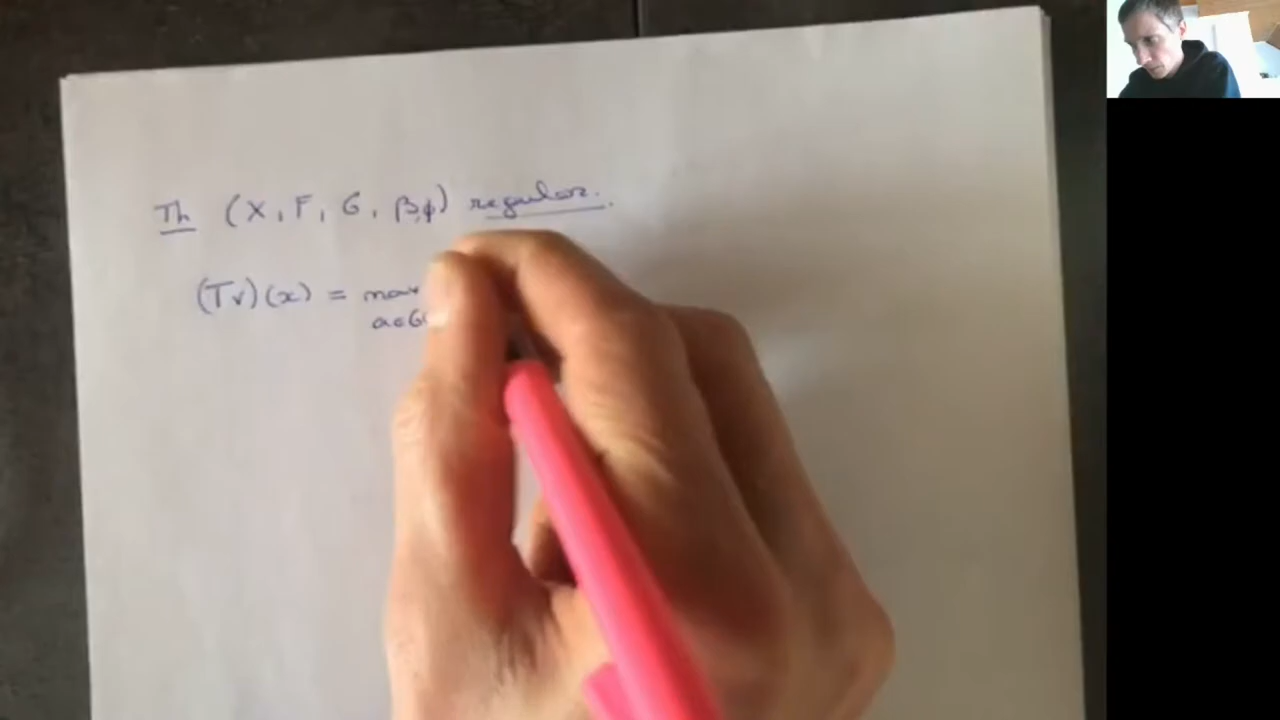 Th (X, F, G, β, φ) regular.
(Tv)(x) = max
a∈G